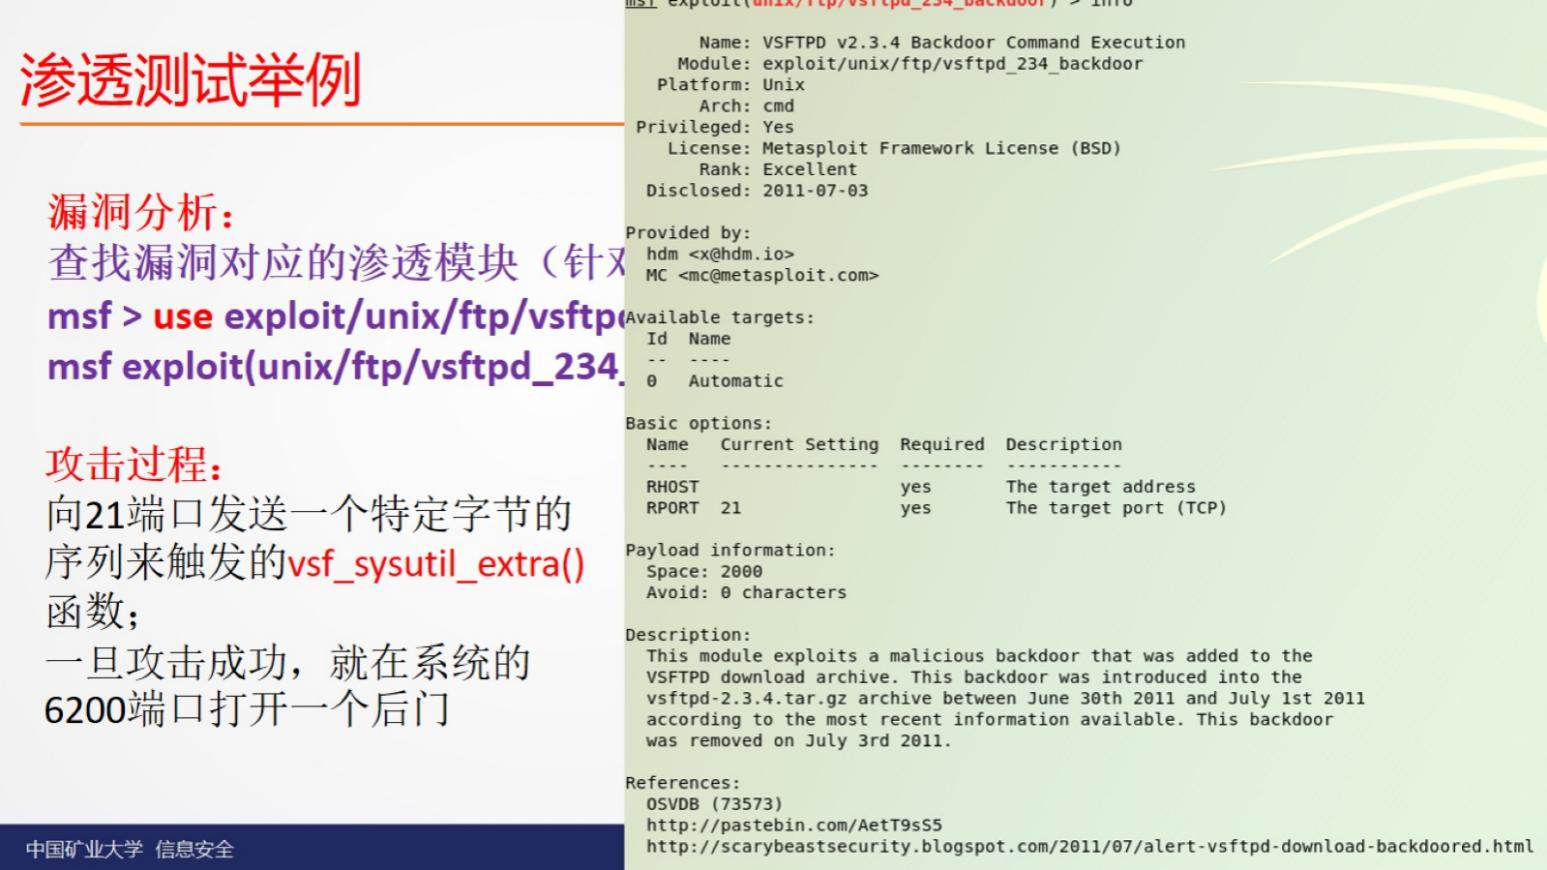 渗透测试举例
漏洞分析：
查找漏洞对应的渗透模块（针对
msf > use exploit/unix/ftp/vsftpd
msf exploit(unix/ftp/vsftpd_234_
攻击过程：
向21端口发送一个特定字节的
序列来触发的vsf_sysutil_extra()
函数；
一旦攻击成功，就在系统的
6200端口打开一个后门
中国矿业大学 信息安全
msf exploit(unix/ftp/vsftpd_234_backdoor) > info
Name: VSFTPD v2.3.4 Backdoor Command Execution
Module: exploit/unix/ftp/vsftpd_234_backdoor
Platform: Unix
Arch: cmd
Privileged: Yes
License: Metasploit Framework License (BSD)
Rank: Excellent
Disclosed: 2011-07-03
Provided by:
hdm <x@hdm.io>
MC <mc@metasploit.com>
Available targets:
Id  Name
--  ----
0   Automatic
Basic options:
Name   Current Setting  Required  Description
----   ---------------  --------  -----------
RHOST                   yes       The target address
RPORT  21               yes       The target port (TCP)
Payload information:
Space: 2000
Avoid: 0 characters
Description:
This module exploits a malicious backdoor that was added to the
VSFTPD download archive. This backdoor was introduced into the
vsftpd-2.3.4.tar.gz archive between June 30th 2011 and July 1st 2011
according to the most recent information available. This backdoor
was removed on July 3rd 2011.
References:
OSVDB (73573)
http://pastebin.com/AetT9sS5
http://scarybeastsecurity.blogspot.com/2011/07/alert-vsftpd-download-backdoored.html